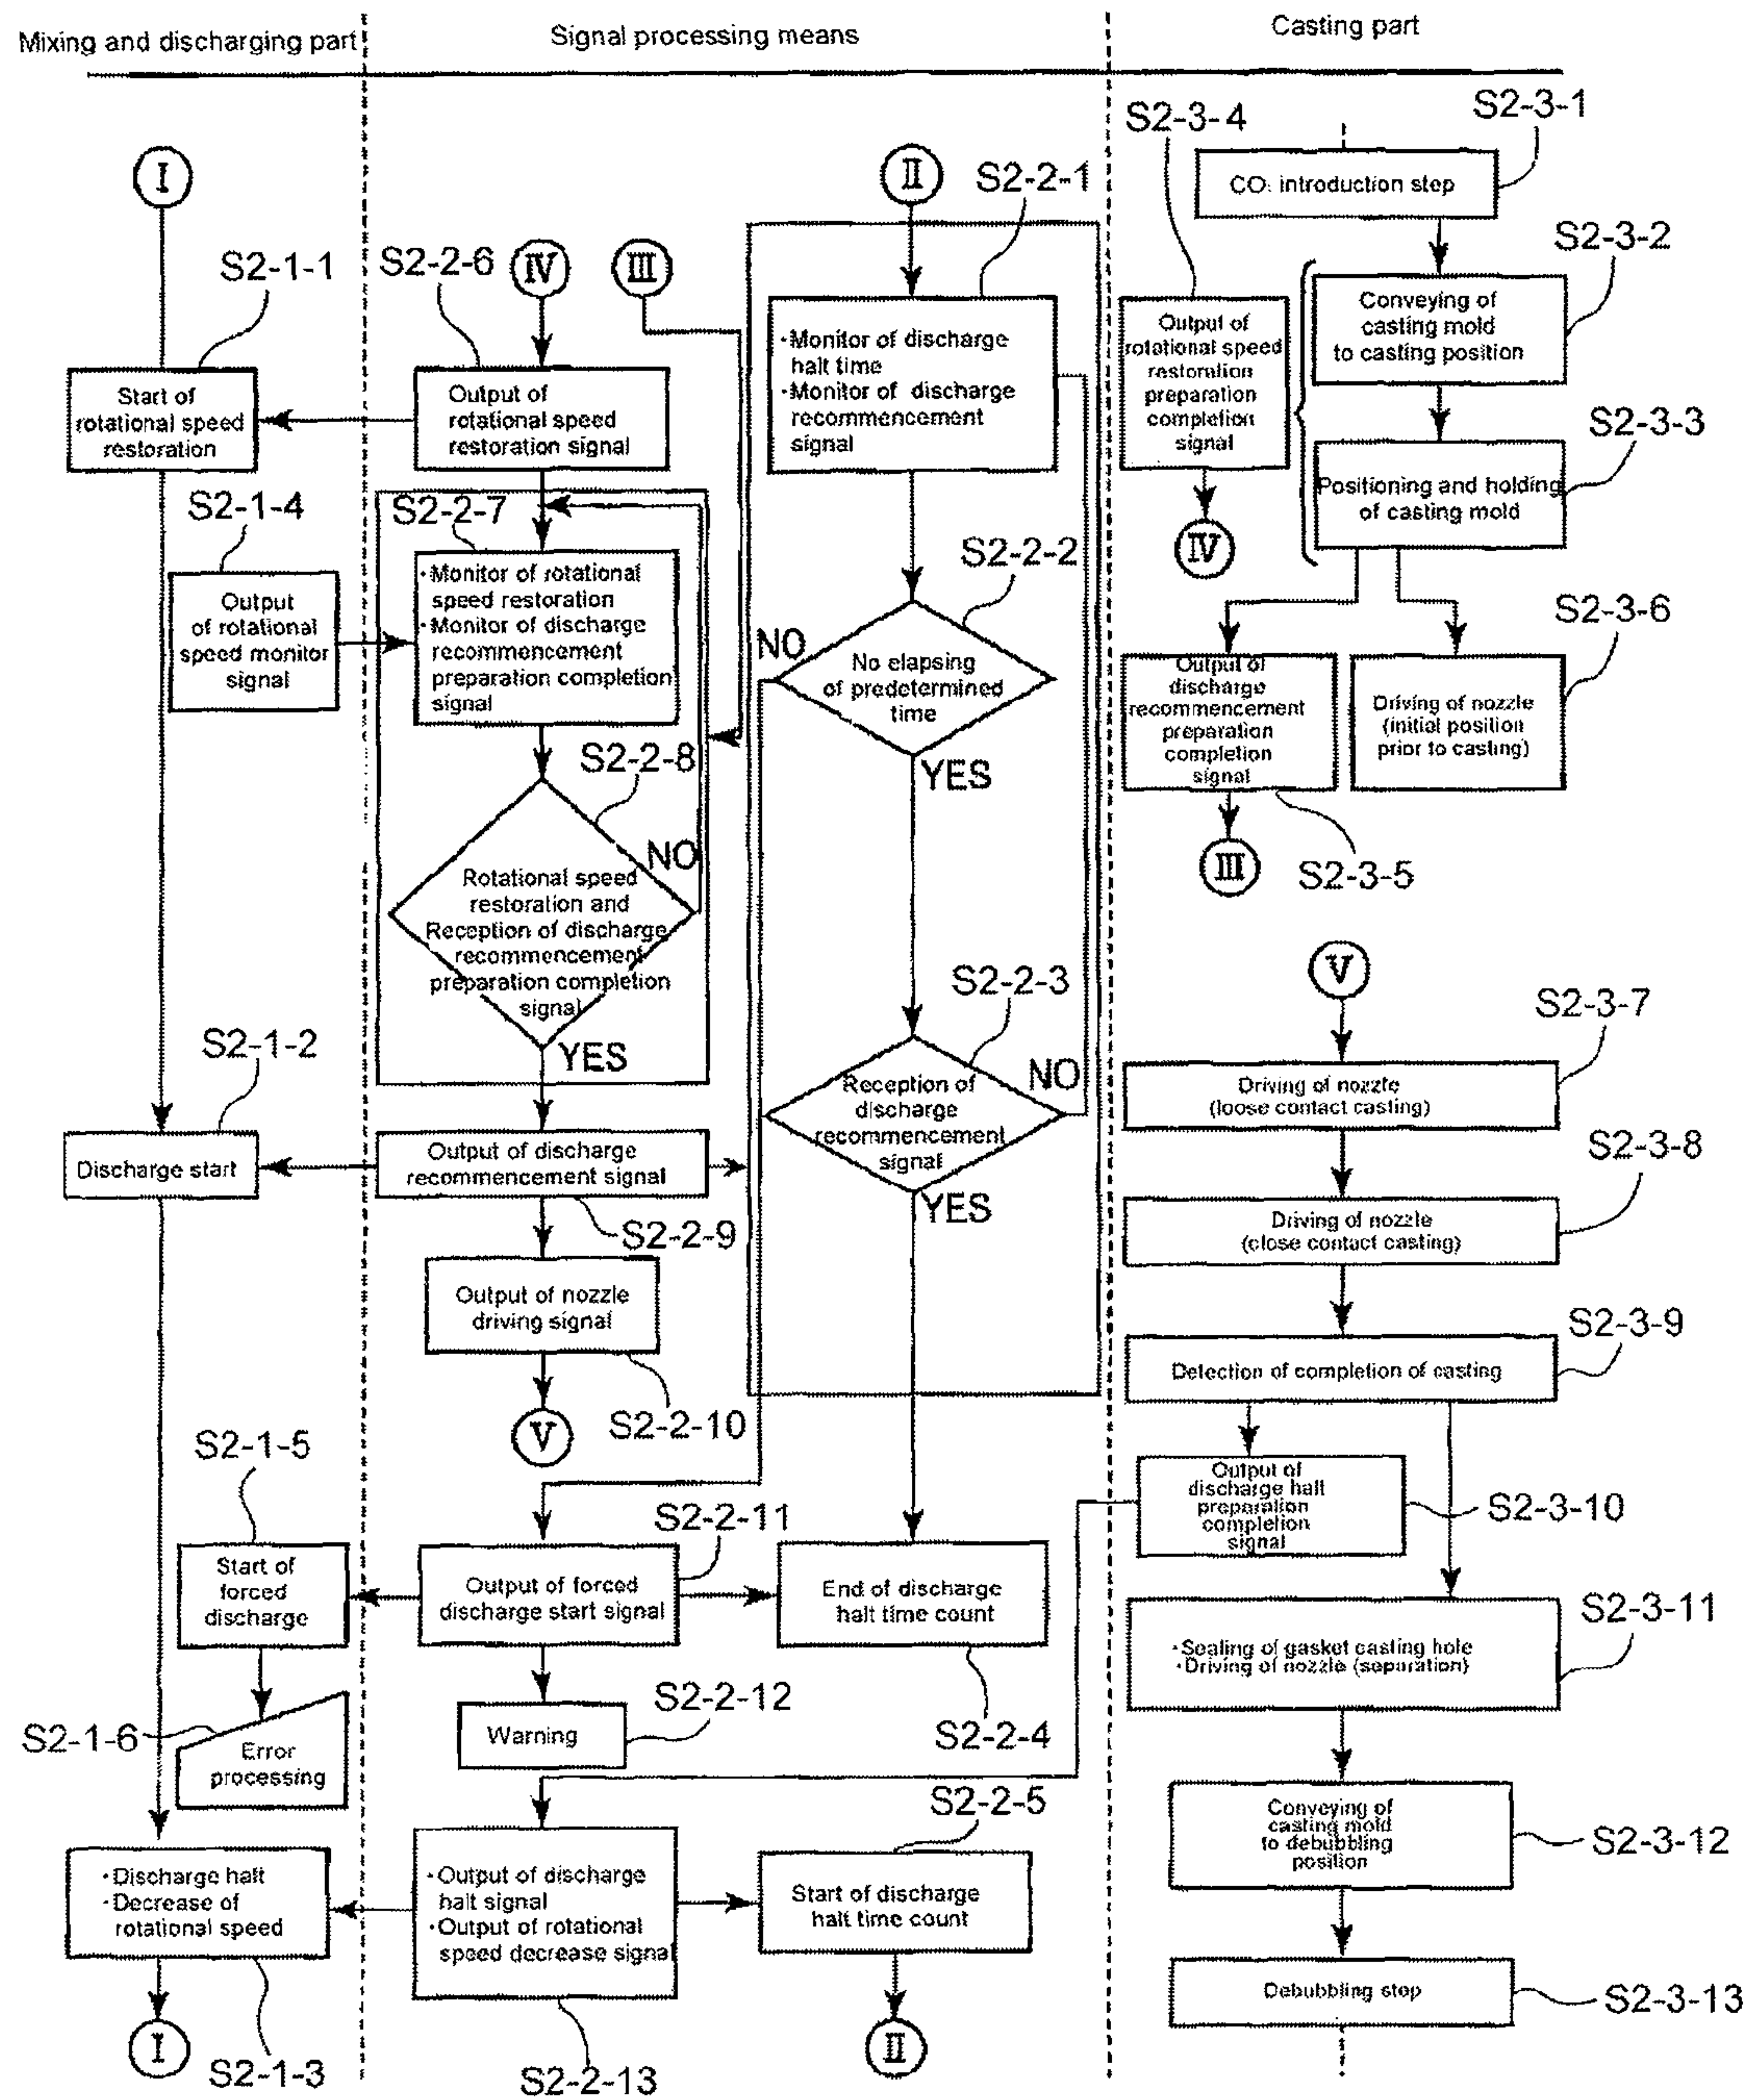 Mixing and discharging part
Signal processing means
Casting part
I
S2-1-1
Start of
rotational speed
restoration
S2-1-4
Output
of rotational
speed monitor
signal
S2-1-2
Discharge start
S2-1-5
Start of
forced
discharge
S2-1-6
Error
processing
· Discharge halt
· Decrease of
rotational speed
I
S2-1-3
S2-2-6
IV
III
Output of
rotational speed
restoration signal
S2-2-7
· Monitor of rotational
speed restoration
· Monitor of discharge
recommencement
preparation completion
signal
S2-2-8
NO
Rotational speed
restoration and
Reception of discharge
recommencement
preparation completion
signal
YES
Output of discharge
recommencement signal
S2-2-9
Output of nozzle
driving signal
V
S2-2-10
S2-2-11
Output of forced
discharge start signal
Warning
S2-2-12
· Output of discharge
halt signal
· Output of rotational
speed decrease signal
S2-2-13
II
S2-2-1
· Monitor of discharge
halt time
· Monitor of discharge
recommencement
signal
S2-2-2
NO
No elapsing
of predetermined
time
YES
S2-2-3
Reception of
discharge
recommencement
signal
NO
YES
End of discharge
halt time count
S2-2-4
S2-2-5
Start of discharge
half time count
II
S2-3-4
S2-3-1
CO₂ introduction step
S2-3-2
Conveying of
casting mold
to casting position
Output of
rotational speed
restoration
preparation
completion
signal
IV
S2-3-3
Positioning and holding
of casting mold
S2-3-6
Output of
discharge
recommencement
preparation
completion
signal
Driving of nozzle
(initial position
prior to casting)
III
S2-3-5
V
S2-3-7
Driving of nozzle
(loose contact casting)
S2-3-8
Driving of nozzle
(close contact casting)
S2-3-9
Detection of completion of casting
Output of
discharge halt
preparation
completion
signal
S2-3-10
S2-3-11
· Sealing of gasket casting hole
· Driving of nozzle (separation)
Conveying of
casting mold
to debubbling
position
S2-3-12
Debubbling step
S2-3-13